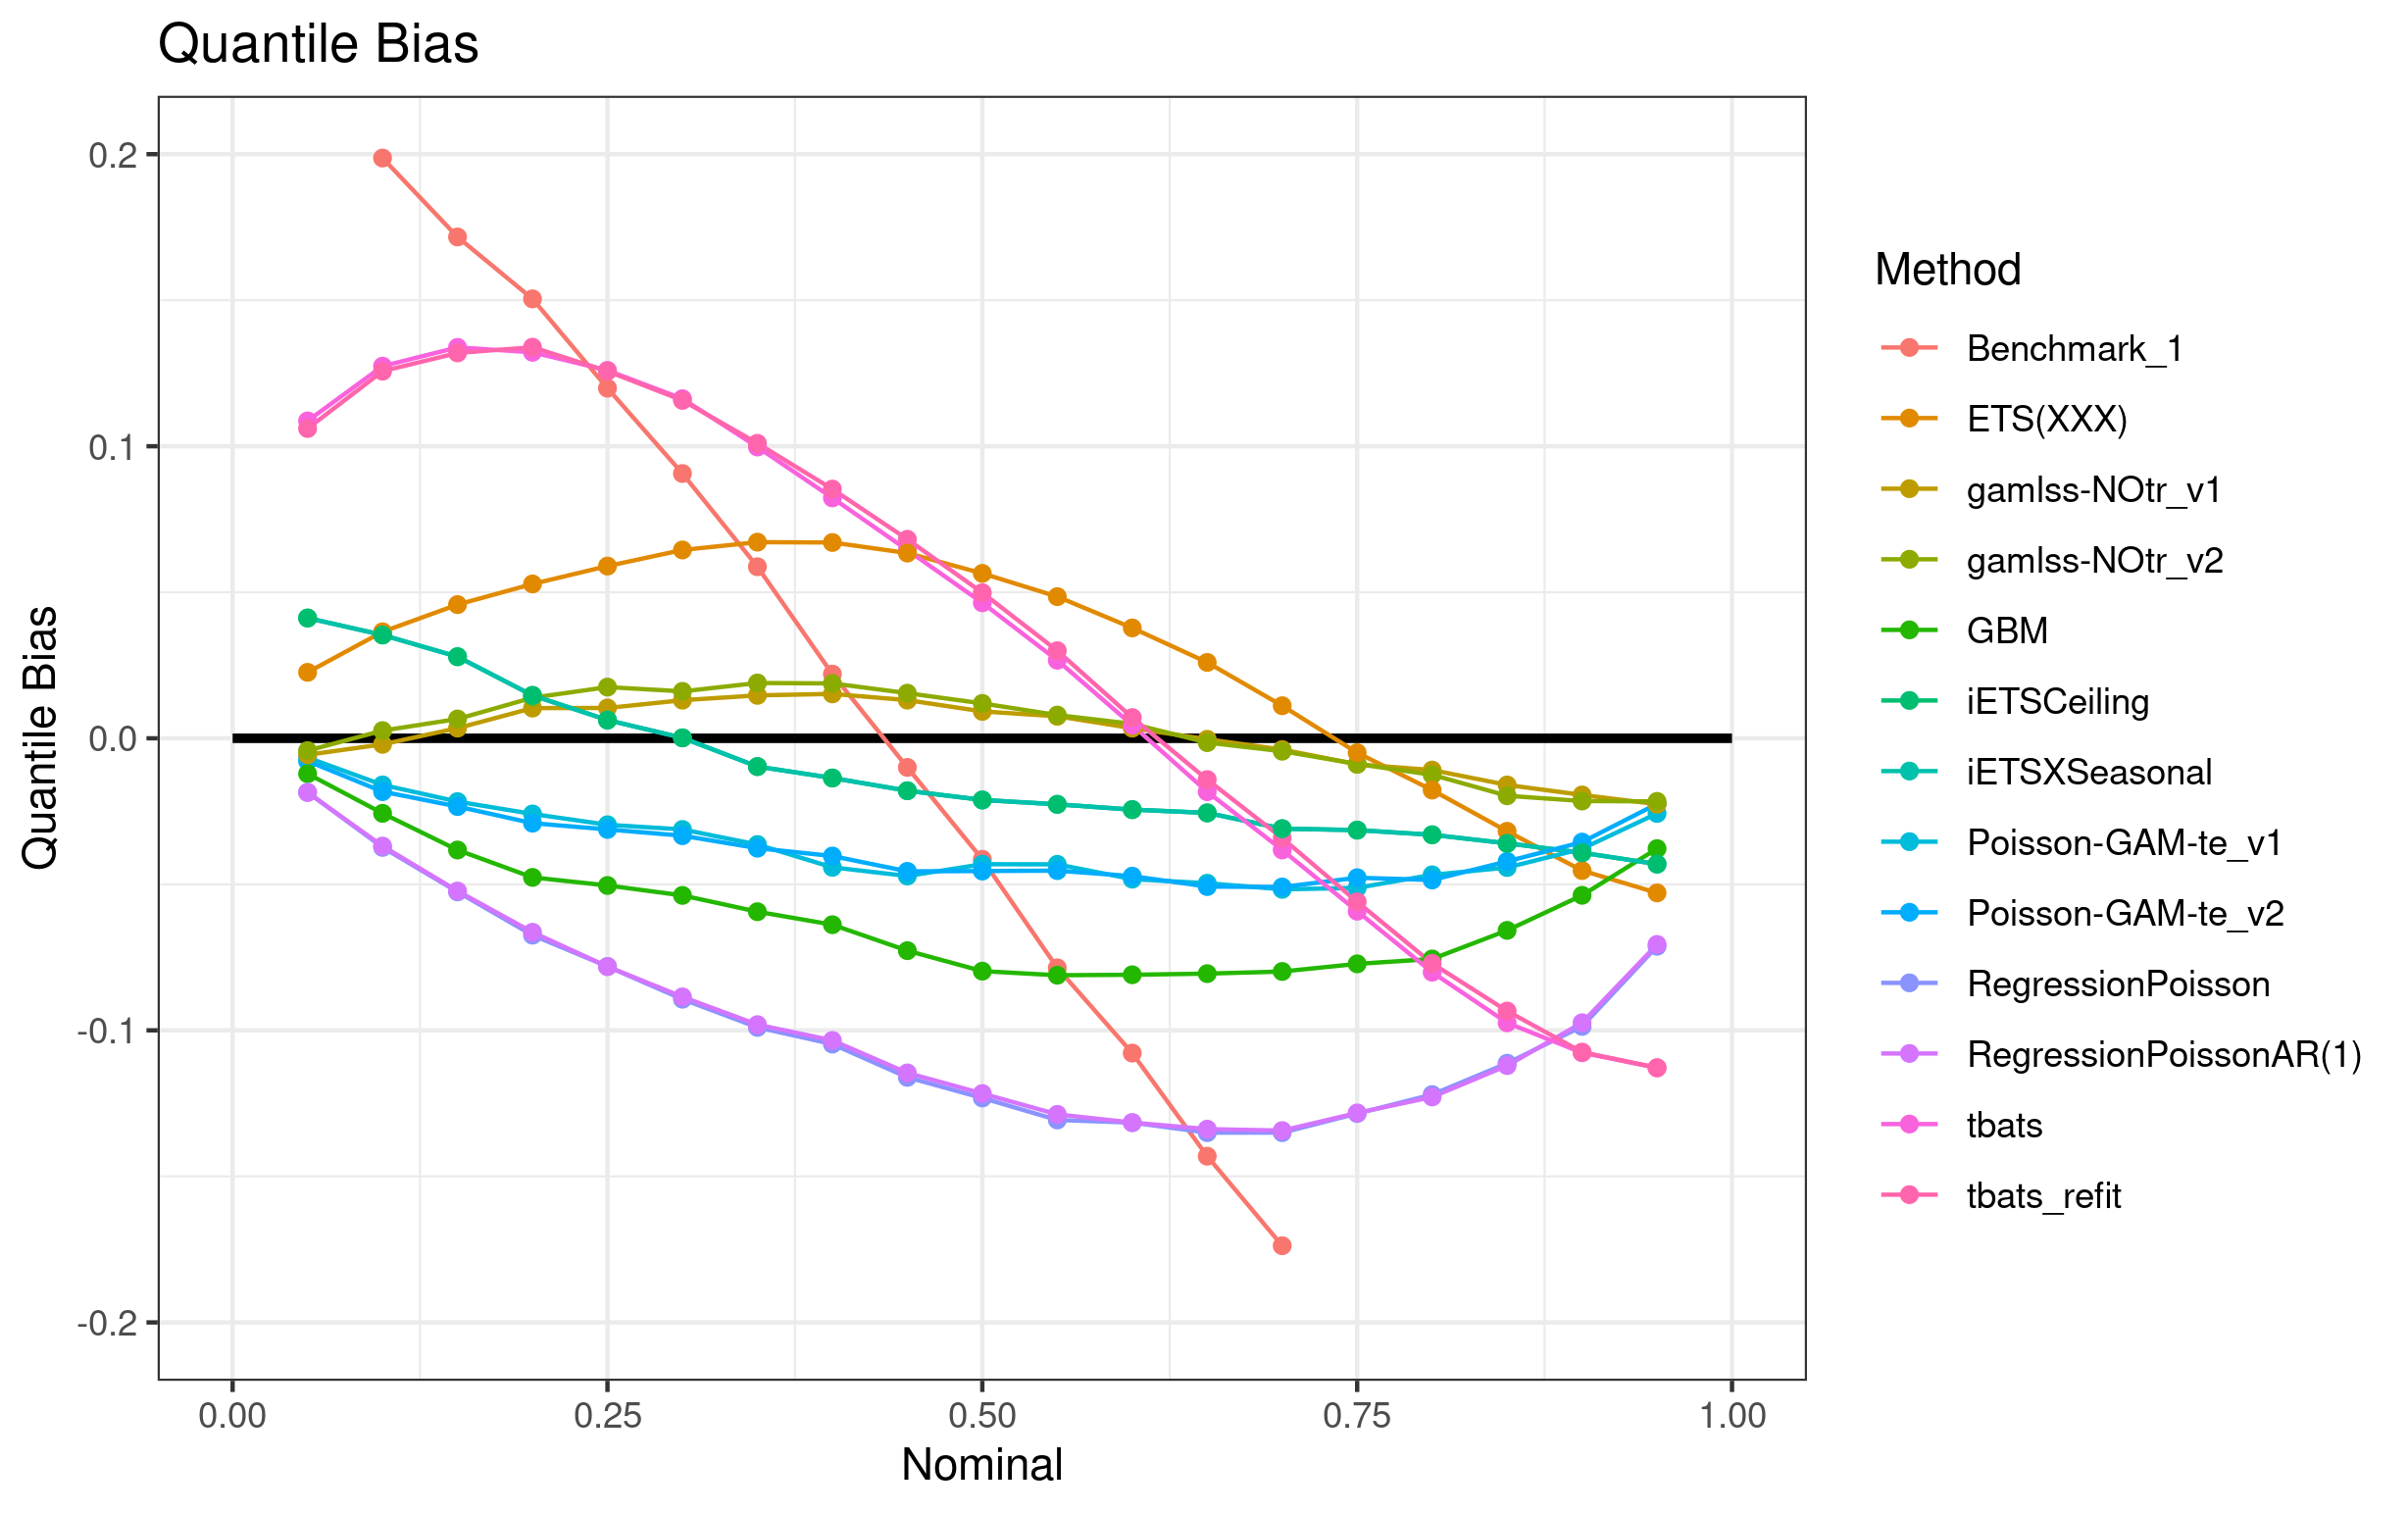 Quantile Bias
Quantile Bias
0.2
0.1
0.0
-0.1
-0.2
0.00 0.25 0.50 0.75 1.00
Nominal
Method
Benchmark_1
ETS(XXX)
gamlss-NOtr_v1
gamlss-NOtr_v2
GBM
iETSCeiling
iETSXSeasonal
Poisson-GAM-te_v1
Poisson-GAM-te_v2
RegressionPoisson
RegressionPoissonAR(1)
tbats
tbats_refit